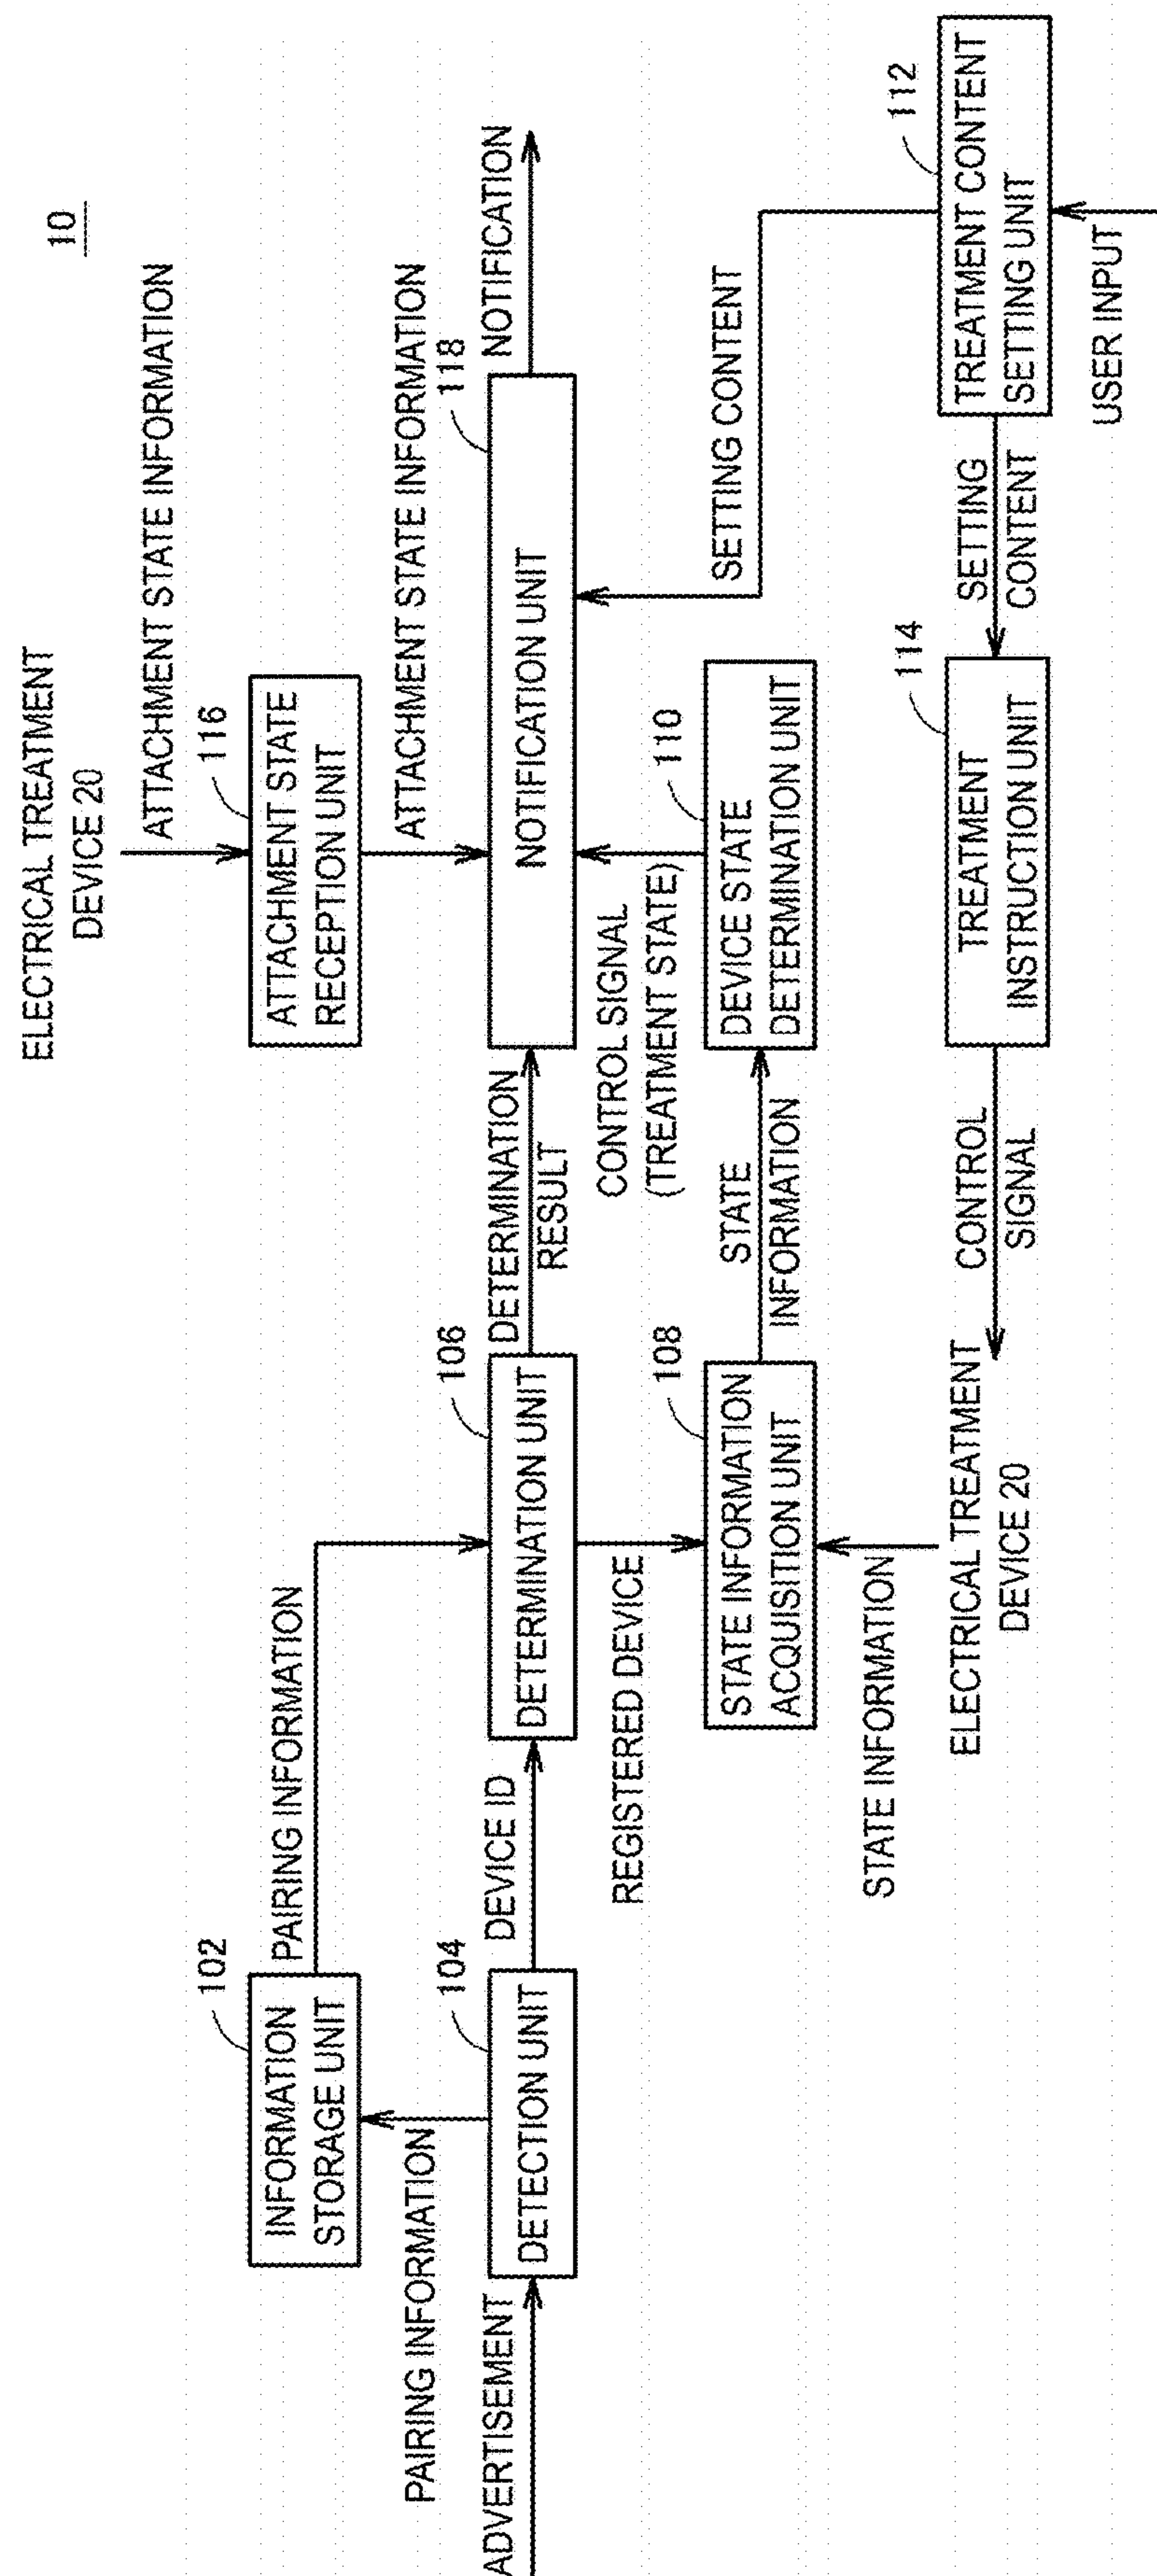 10
ELECTRICAL TREATMENT
DEVICE 20
ATTACHMENT STATE INFORMATION
116
ATTACHMENT STATE
RECEPTION UNIT
ATTACHMENT STATE INFORMATION
102
INFORMATION
STORAGE UNIT
PAIRING INFORMATION
PAIRING INFORMATION
ADVERTISEMENT
104
DETECTION UNIT
DEVICE ID
106
DETERMINATION UNIT
DETERMINATION
RESULT
118
NOTIFICATION UNIT
NOTIFICATION
REGISTERED DEVICE
108
STATE INFORMATION
ACQUISITION UNIT
STATE
INFORMATION
CONTROL SIGNAL
(TREATMENT STATE)
110
DEVICE STATE
DETERMINATION UNIT
SETTING CONTENT
STATE INFORMATION
ELECTRICAL TREATMENT
DEVICE 20
CONTROL
SIGNAL
114
TREATMENT
INSTRUCTION UNIT
SETTING
CONTENT
112
TREATMENT CONTENT
SETTING UNIT
USER INPUT